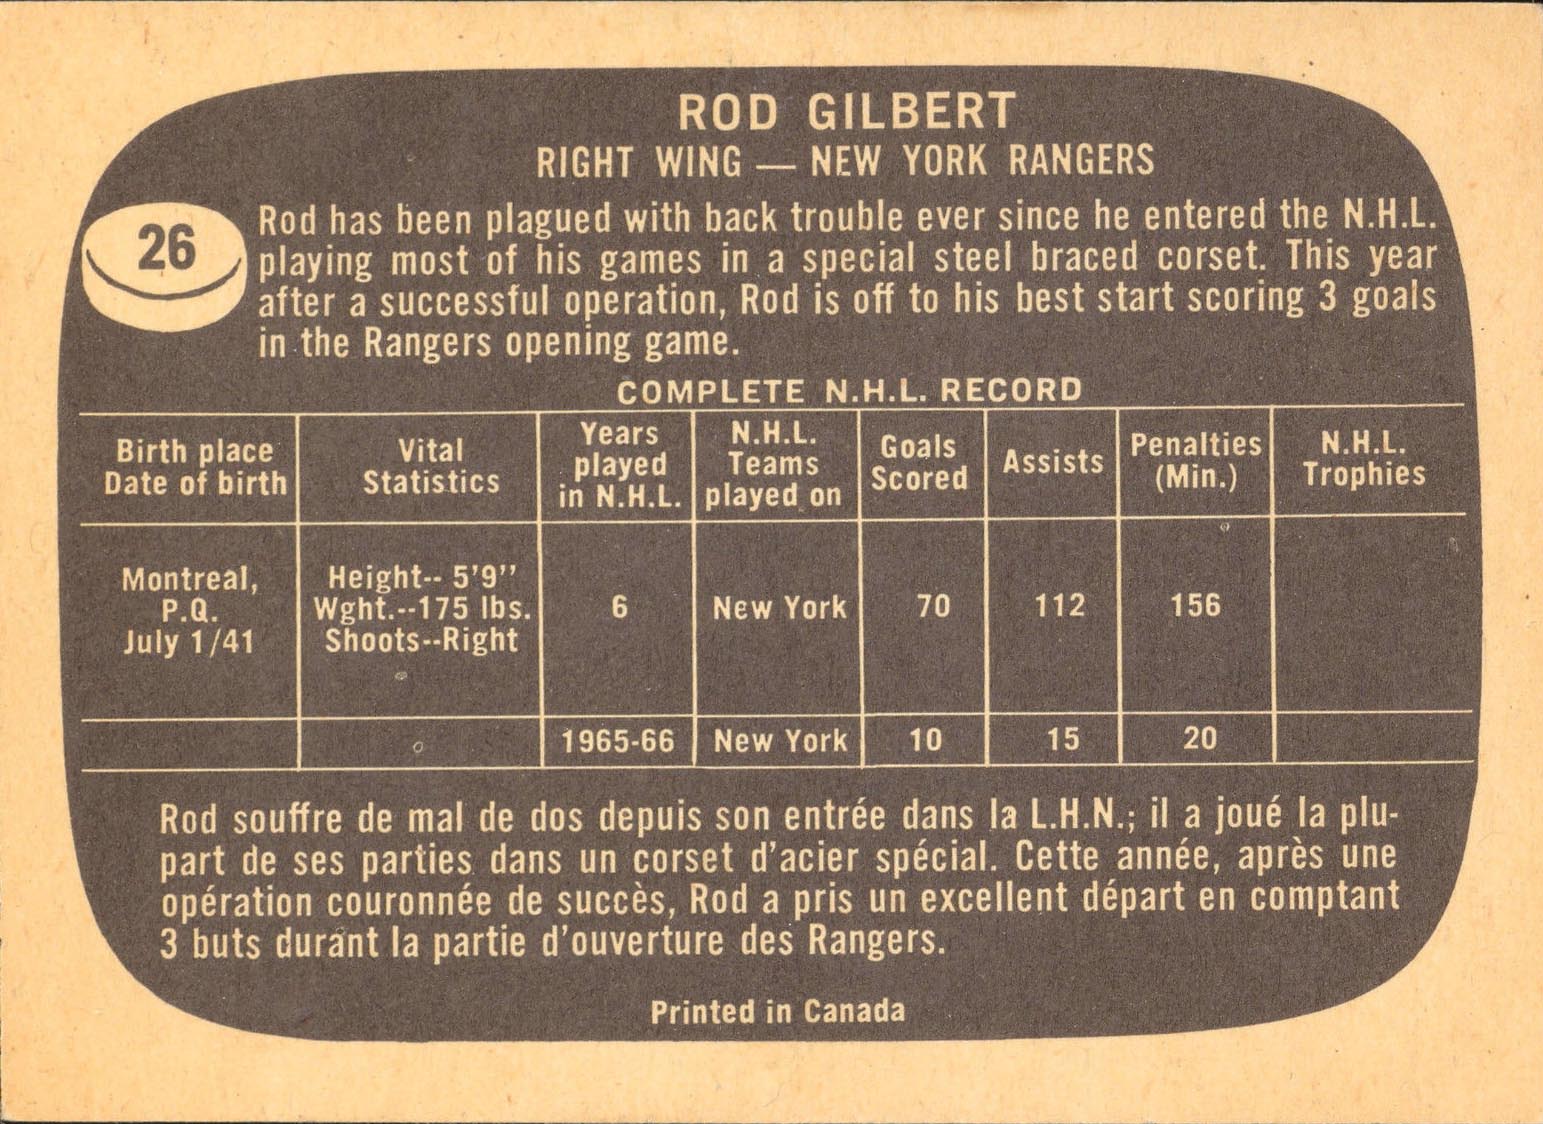 ROD GILBERT
RIGHT WING — NEW YORK RANGERS
26
Rod has been plagued with back trouble ever since he entered the N.H.L.
playing most of his games in a special steel braced corset. This year
after a successful operation, Rod is off to his best start scoring 3 goals
in the Rangers opening game.
COMPLETE N.H.L. RECORD
Birth place
Date of birth
Vital
Statistics
Years
played
in N.H.L.
N.H.L.
Teams
played on
Goals
Scored
Assists
Penalties
(Min.)
N.H.L.
Trophies
Montreal,
P.Q.
July 1/41
Height-- 5'9''
Wght.--175 lbs.
Shoots--Right
6
New York
70
112
156
1965-66
New York
10
15
20
Rod souffre de mal de dos depuis son entrée dans la L.H.N.; il a joué la plu-
part de ses parties dans un corset d'acier spécial. Cette année, après une
opération couronnée de succès, Rod a pris un excellent départ en comptant
3 buts durant la partie d'ouverture des Rangers.
Printed in Canada